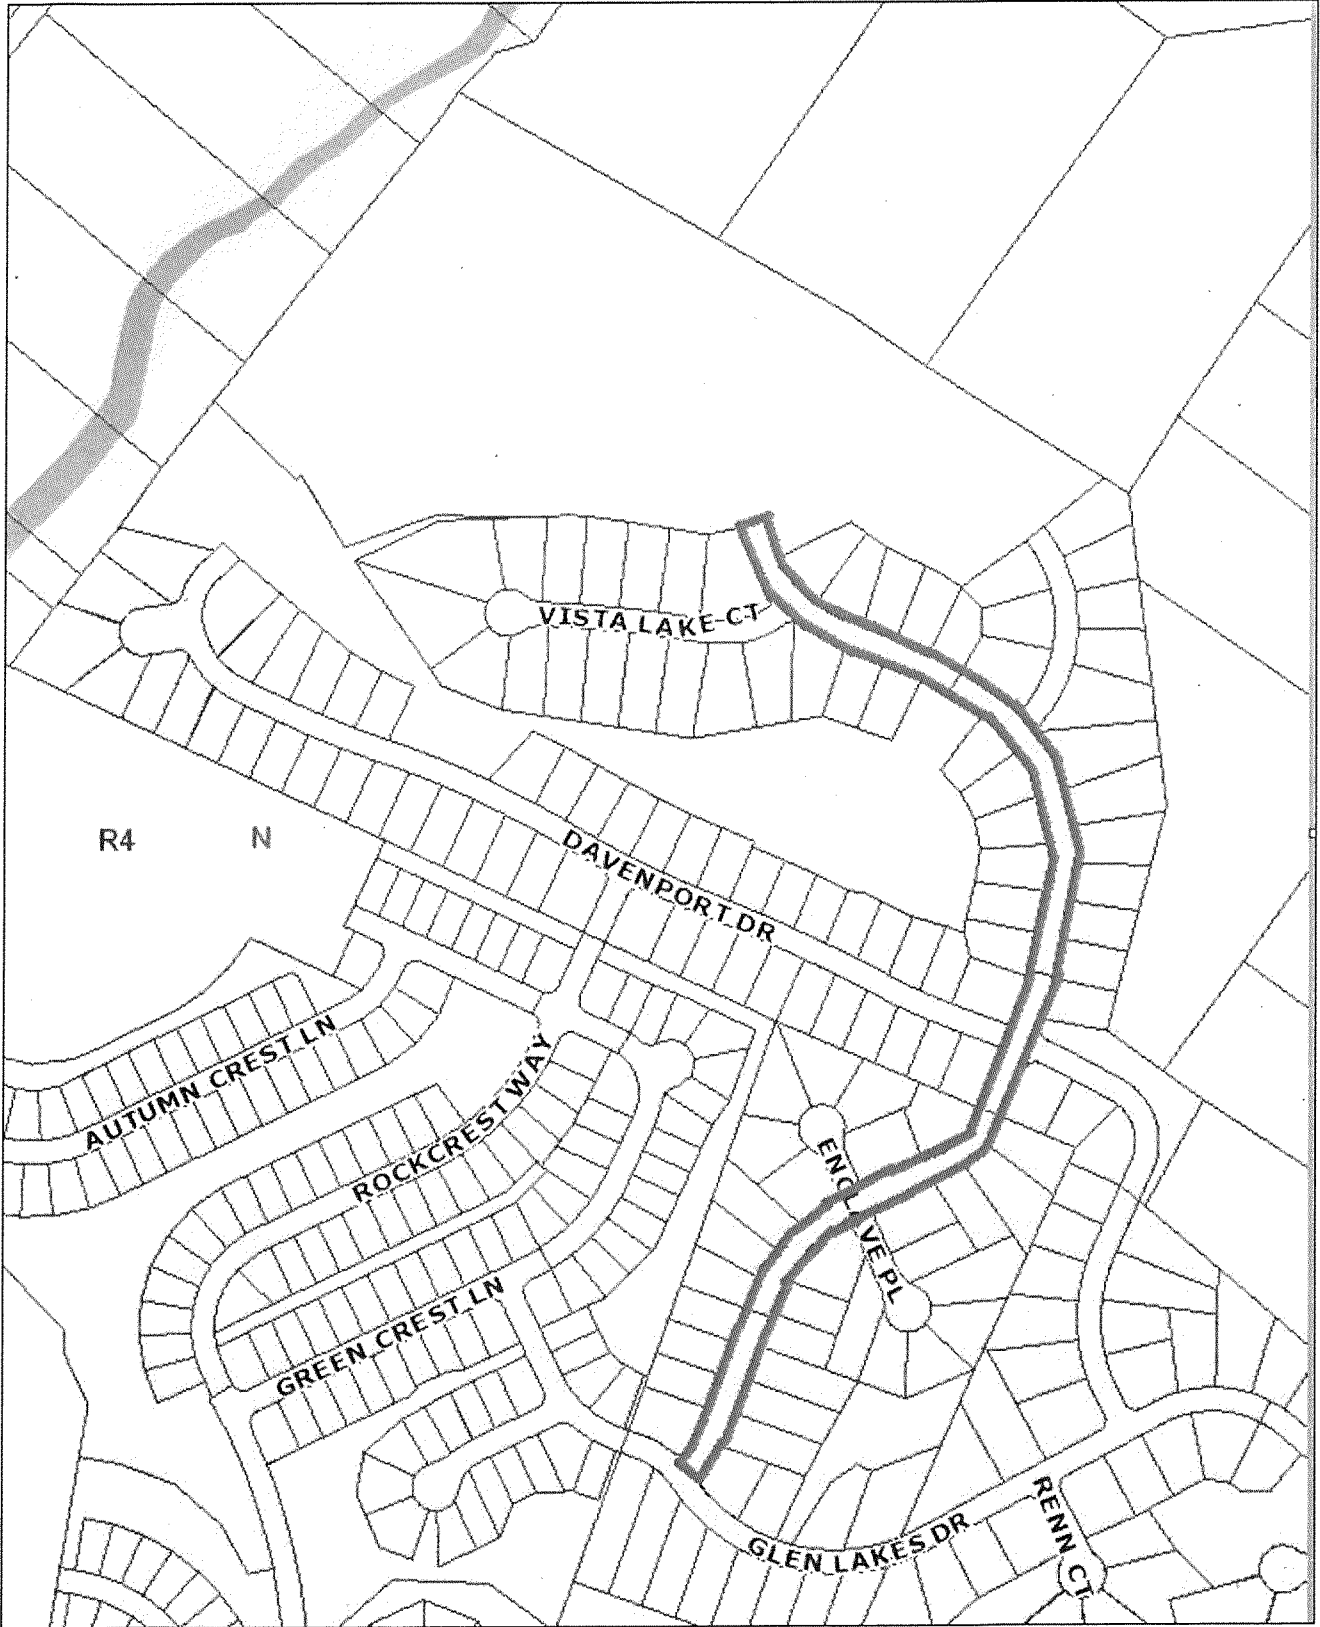 VISTA LAKE CT
R4
N
DAVENPORT DR
AUTUMN CREST LN
ROCKCREST WAY
ENCLAVE PL
GREEN CREST LN
GLEN LAKES DR
RENN CT